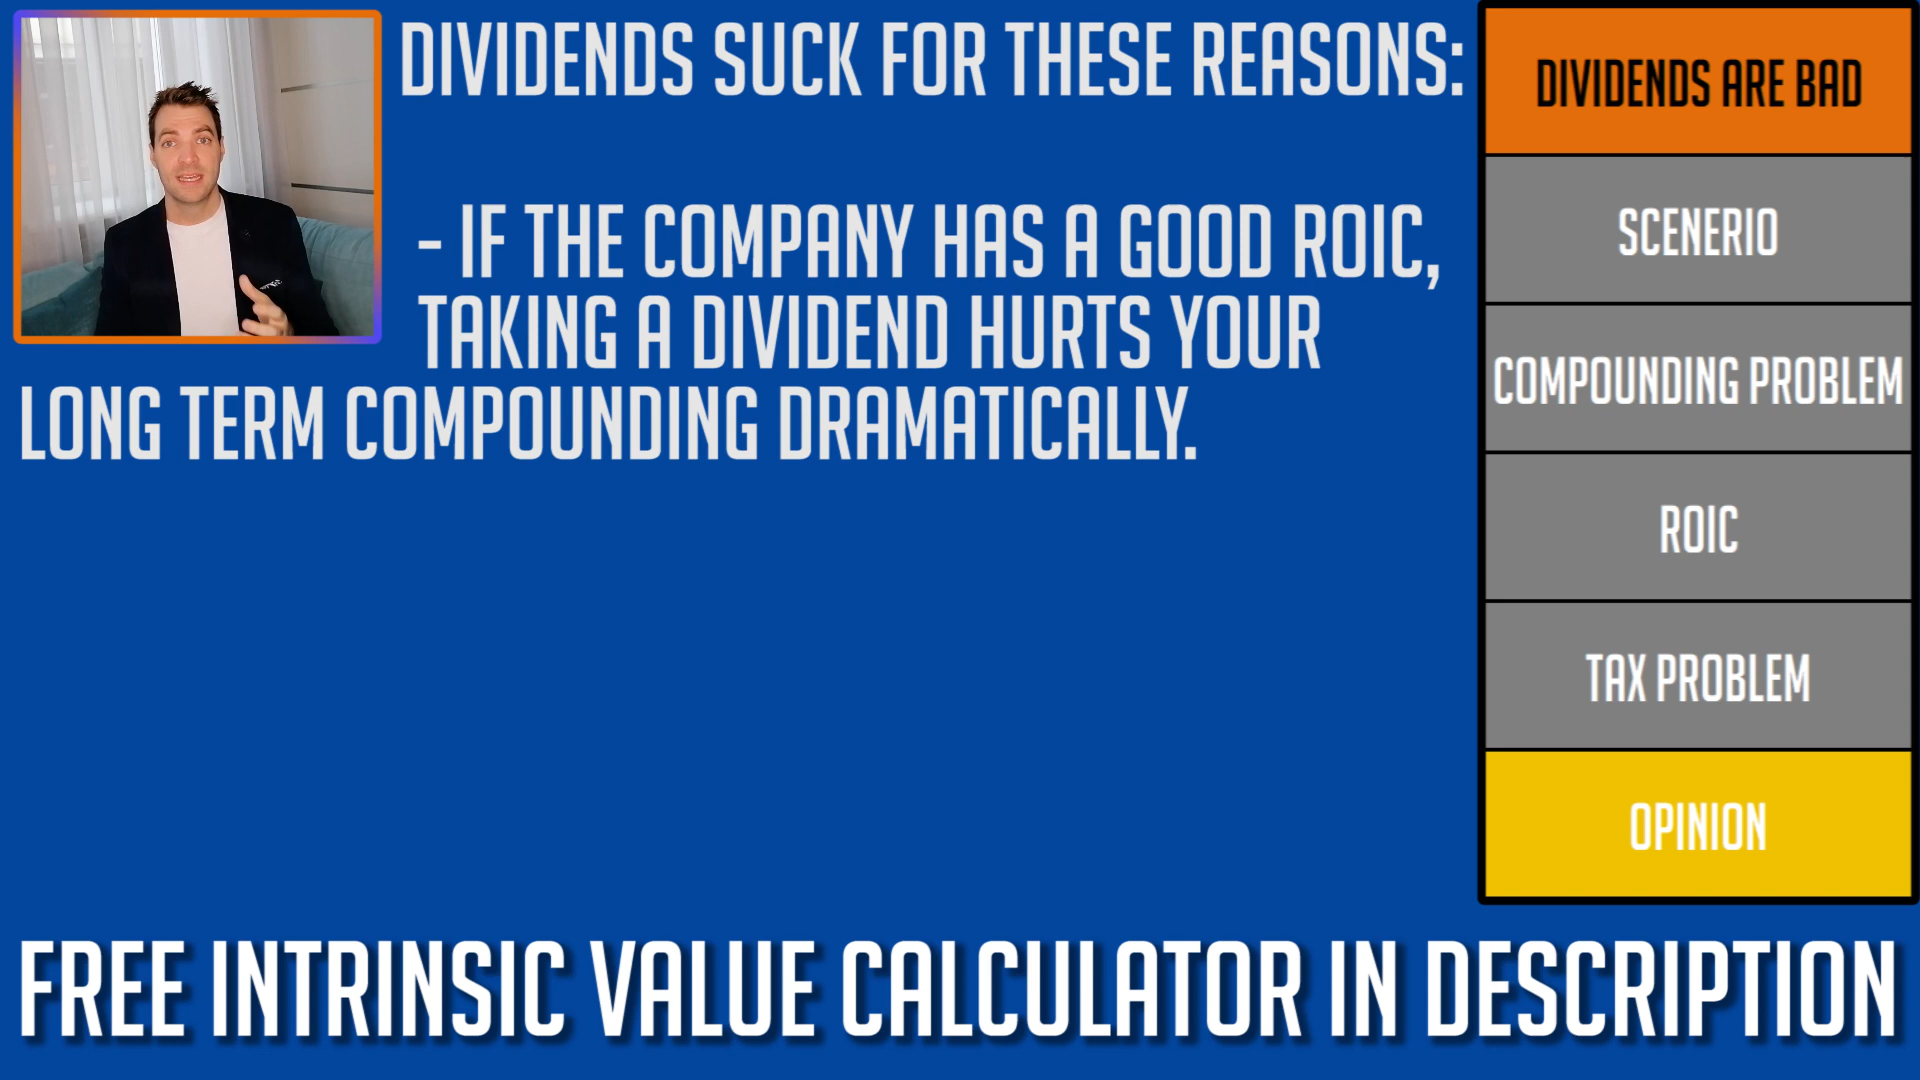 DIVIDENDS SUCK FOR THESE REASONS:
- IF THE COMPANY HAS A GOOD ROIC,
TAKING A DIVIDEND HURTS YOUR
LONG TERM COMPOUNDING DRAMATICALLY.
DIVIDENDS ARE BAD
SCENERIO
COMPOUNDING PROBLEM
ROIC
TAX PROBLEM
OPINION
FREE INTRINSIC VALUE CALCULATOR IN DESCRIPTION